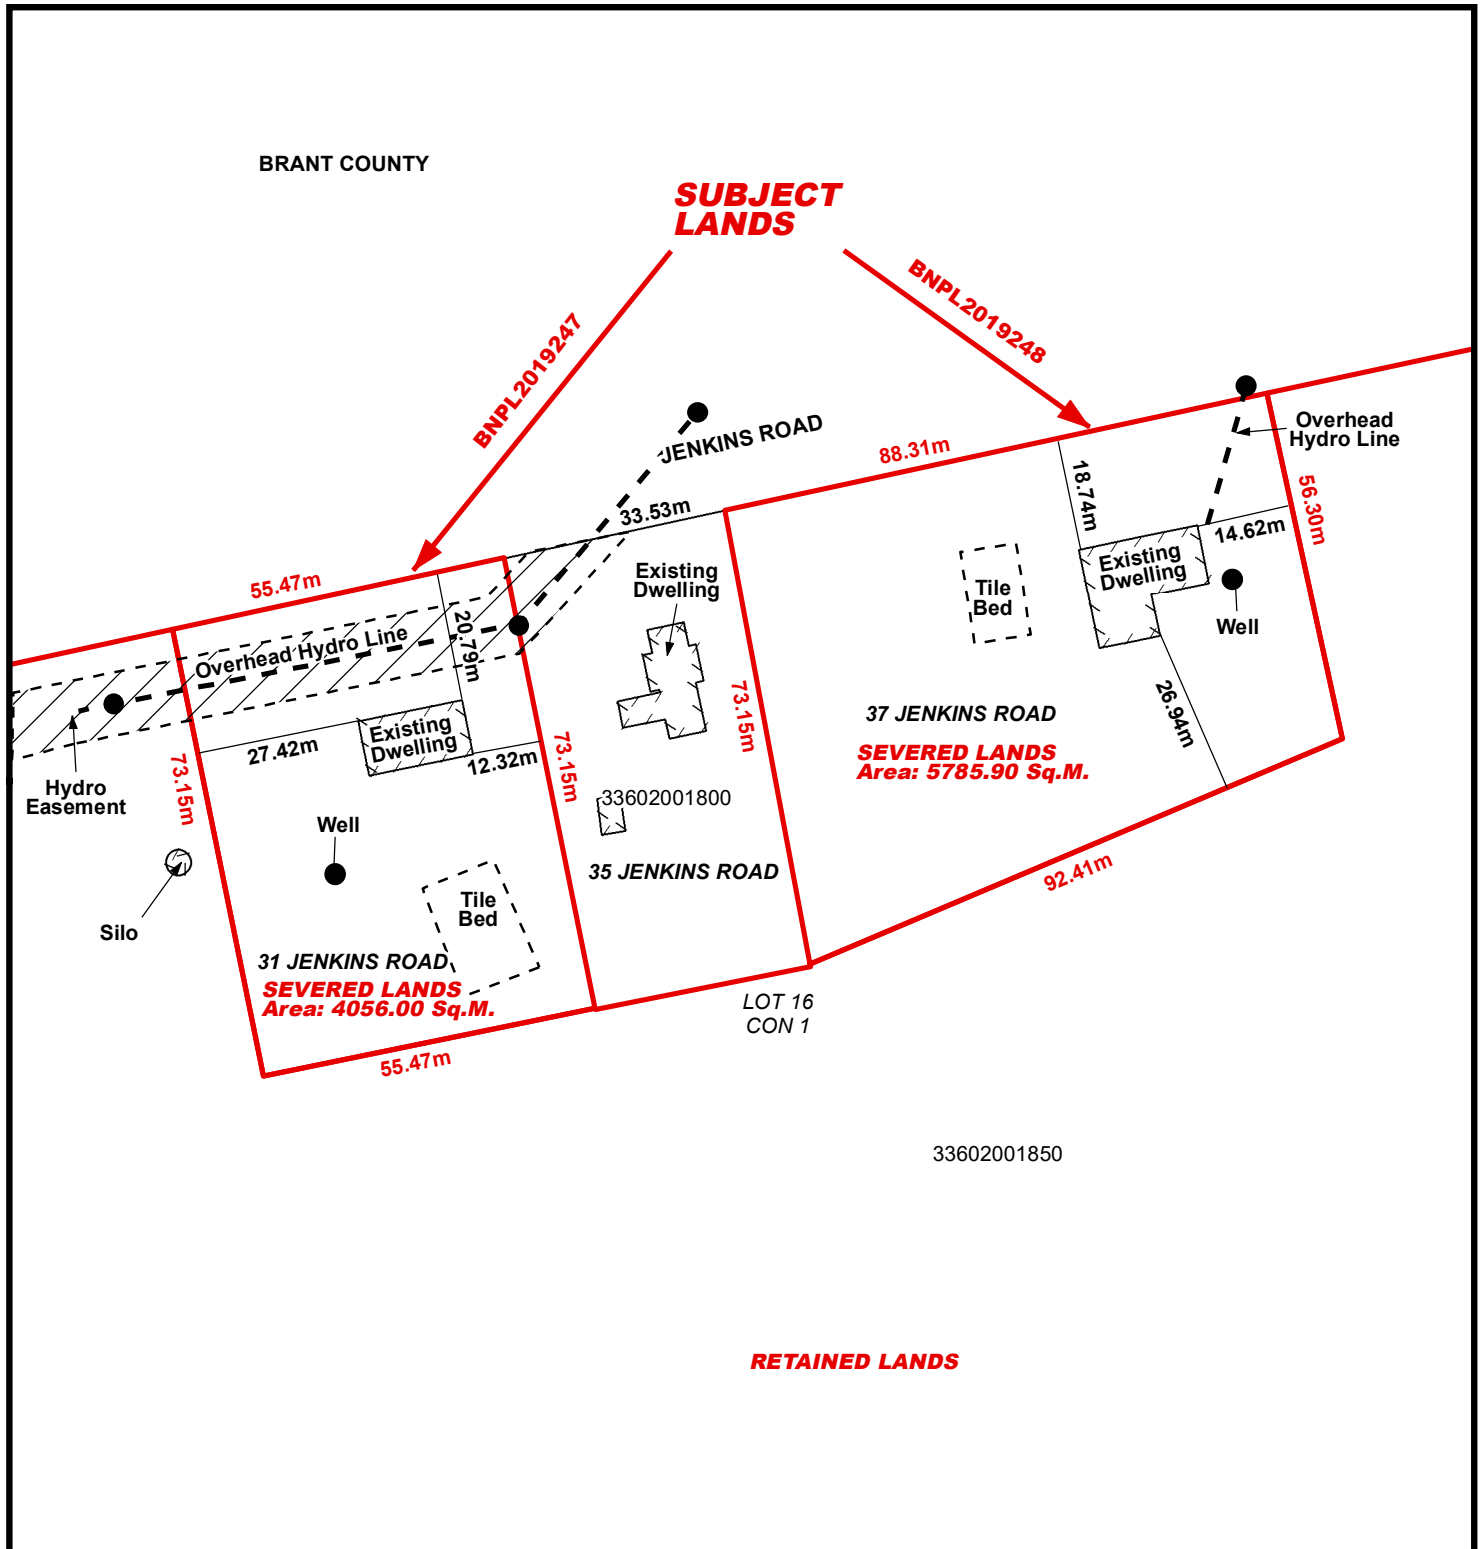 BRANT COUNTY
SUBJECT
LANDS
BNPL2019247
BNPL2019248
JENKINS ROAD
88.31m
Overhead
Hydro Line
18.74m
56.30m
33.53m
14.62m
55.47m
Existing
Dwelling
Existing
Dwelling
Tile
Bed
Well
Overhead Hydro Line
20.79m
73.15m
26.94m
37 JENKINS ROAD
SEVERED LANDS
Area: 5785.90 Sq.M.
Existing
Dwelling
27.42m
12.32m
73.15m
73.15m
Hydro
Easement
33602001800
Well
35 JENKINS ROAD
92.41m
Silo
Tile
Bed
31 JENKINS ROAD
SEVERED LANDS
Area: 4056.00 Sq.M.
LOT 16
CON 1
55.47m
33602001850
RETAINED LANDS